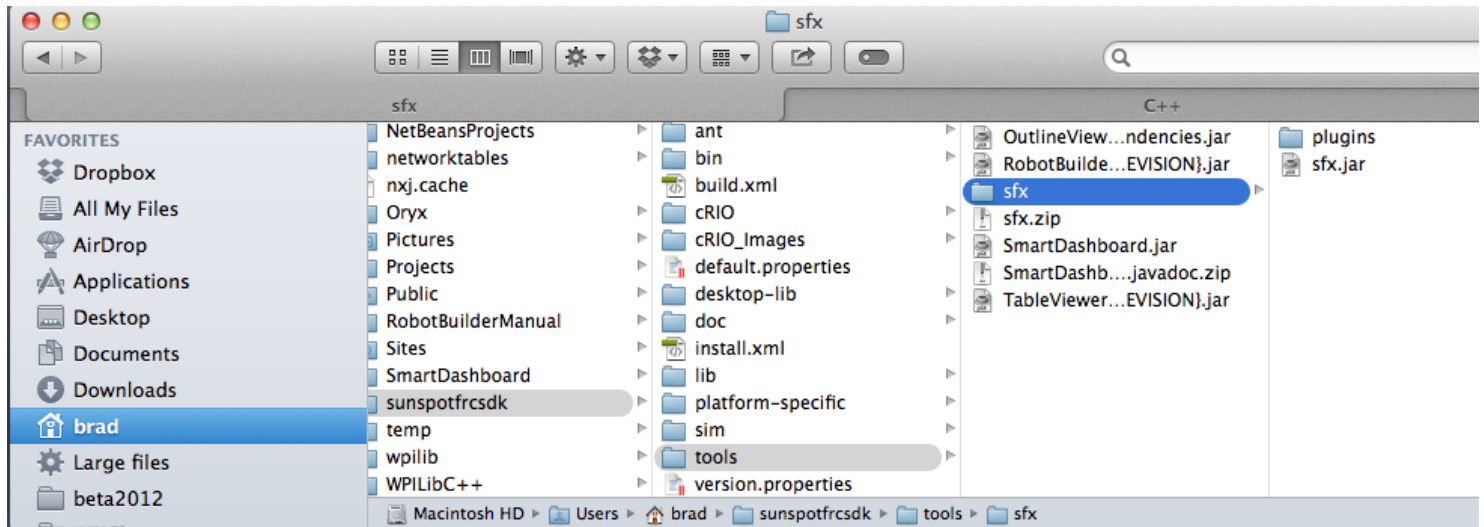 sfx
sfx
C++
FAVORITES
Dropbox
All My Files
AirDrop
Applications
Desktop
Documents
Downloads
brad
Large files
beta2012
NetBeansProjects
networktables
nxj.cache
Oryx
Pictures
Projects
Public
RobotBuilderManual
Sites
SmartDashboard
sunspotfrcsdk
temp
wpilib
WPILibC++
ant
bin
build.xml
cRIO
cRIO_Images
default.properties
desktop-lib
doc
install.xml
lib
platform-specific
sim
tools
version.properties
OutlineView...ndencies.jar
RobotBuilde...EVISION}.jar
sfx
sfx.zip
SmartDashboard.jar
SmartDashb....javadoc.zip
TableViewer...EVISION}.jar
plugins
sfx.jar
Macintosh HD ▸ Users ▸ brad ▸ sunspotfrcsdk ▸ tools ▸ sfx